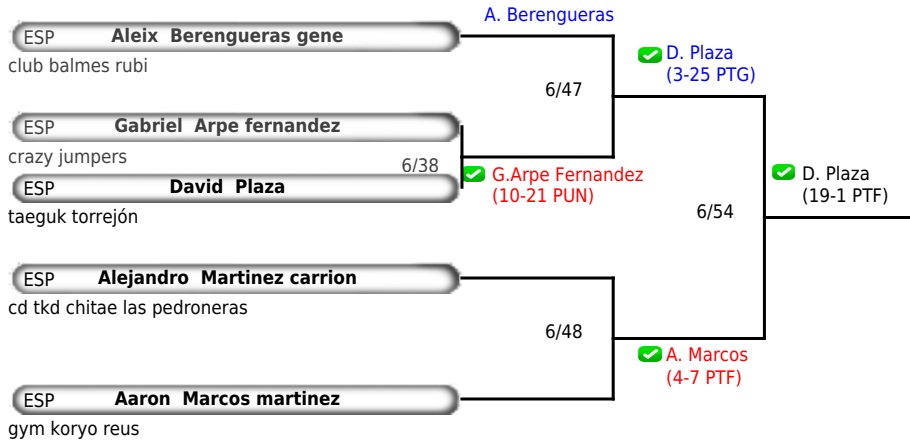 A. Berengueras
ESP Aleix Berengueras gene
club balmes rubi
D. Plaza
(3-25 PTG)
6/47
ESP Gabriel Arpe fernandez
crazy jumpers
6/38
G.Arpe Fernandez
(10-21 PUN)
ESP David Plaza
taeguk torrejón
D. Plaza
(19-1 PTF)
6/54
ESP Alejandro Martinez carrion
cd tkd chitae las pedroneras
6/48
A. Marcos
(4-7 PTF)
ESP Aaron Marcos martinez
gym koryo reus